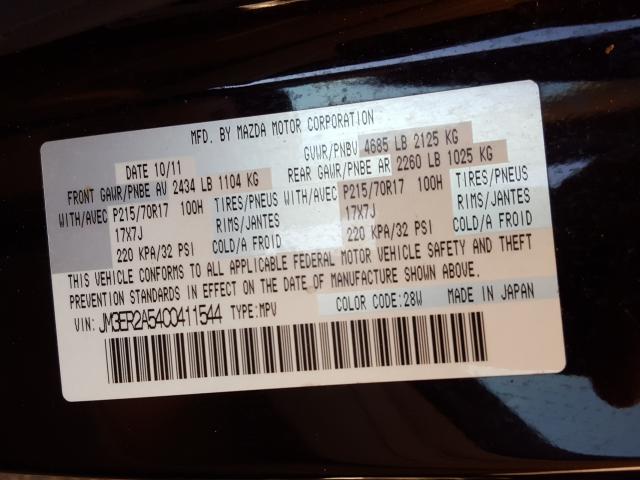 MFD. BY MAZDA MOTOR CORPORATION
DATE 10/11 GVWR/PNBV 4685 LB 2125 KG
FRONT GAWR/PNBE AV 2434 LB 1104 KG REAR GAWR/PNBE AR 2260 LB 1025 KG
WITH/AVEC P215/70R17 100H TIRES/PNEUS WITH/AVEC P215/70R17 100H TIRES/PNEUS
17X7J RIMS/JANTES 17X7J RIMS/JANTES
220 KPA/32 PSI COLD/A FROID 220 KPA/32 PSI COLD/A FROID
THIS VEHICLE CONFORMS TO ALL APPLICABLE FEDERAL MOTOR VEHICLE SAFETY AND THEFT
PREVENTION STANDARDS IN EFFECT ON THE DATE OF MANUFACTURE SHOWN ABOVE.
VIN: JM3ER2A54C0411544 TYPE:MPV COLOR CODE:28W MADE IN JAPAN